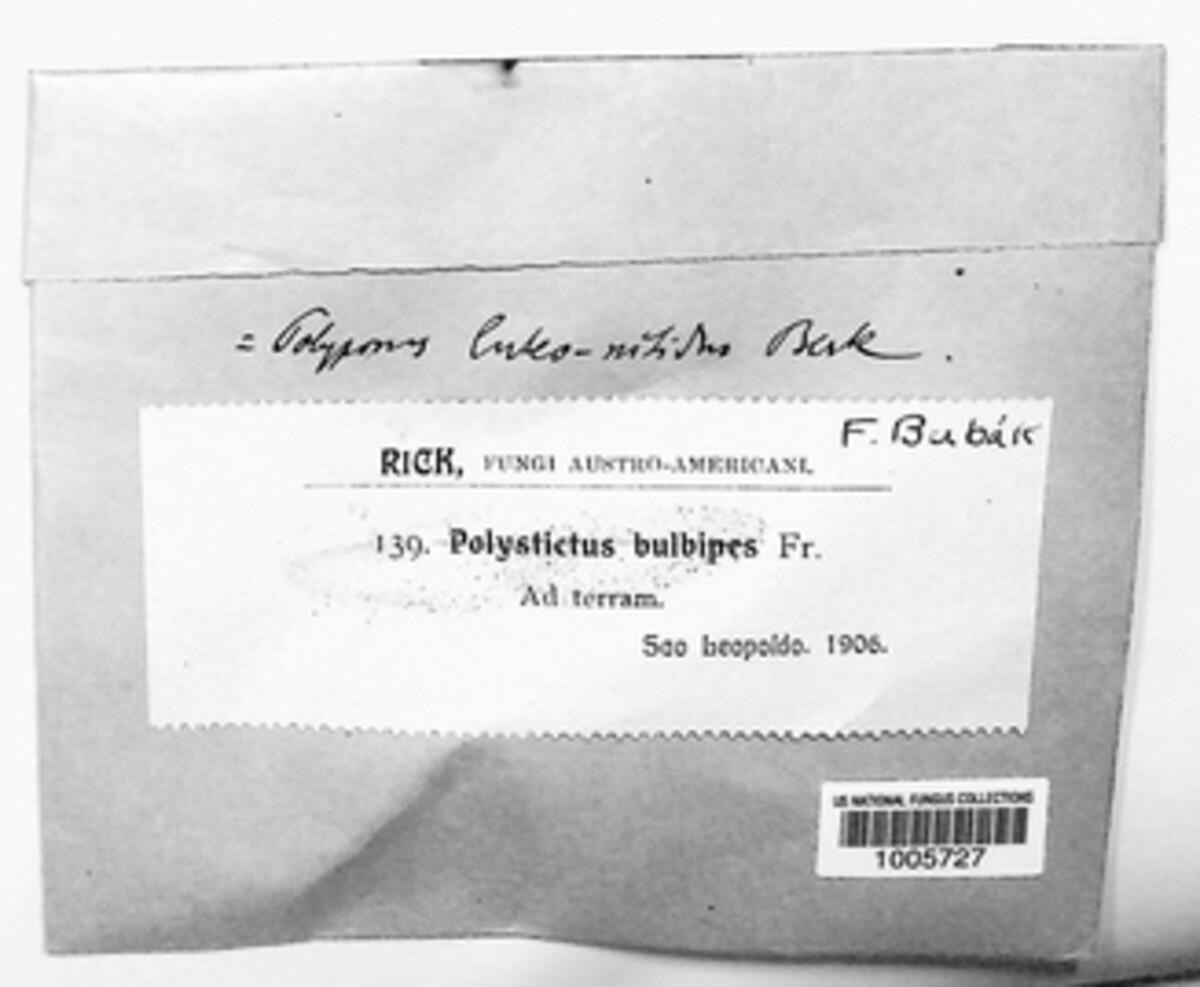 = Polyporus luteo-nitidus Berk.
F. Bubák
RICK, FUNGI AUSTRO-AMERICANI.
139. Polystictus bulbipes Fr.
Ad terram.
Sao Leopoldo. 1906.
US NATIONAL FUNGUS COLLECTIONS
1005727